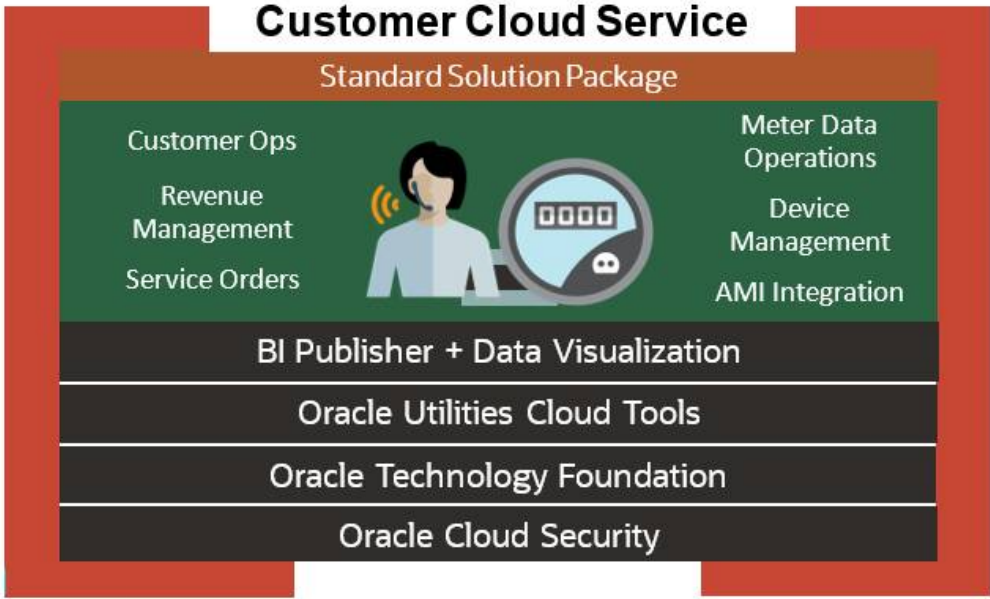 Customer Cloud Service
Standard Solution Package
Customer Ops
Revenue
Management
Service Orders
0000
Meter Data
Operations
Device
Management
AMI Integration
BI Publisher + Data Visualization
Oracle Utilities Cloud Tools
Oracle Technology Foundation
Oracle Cloud Security